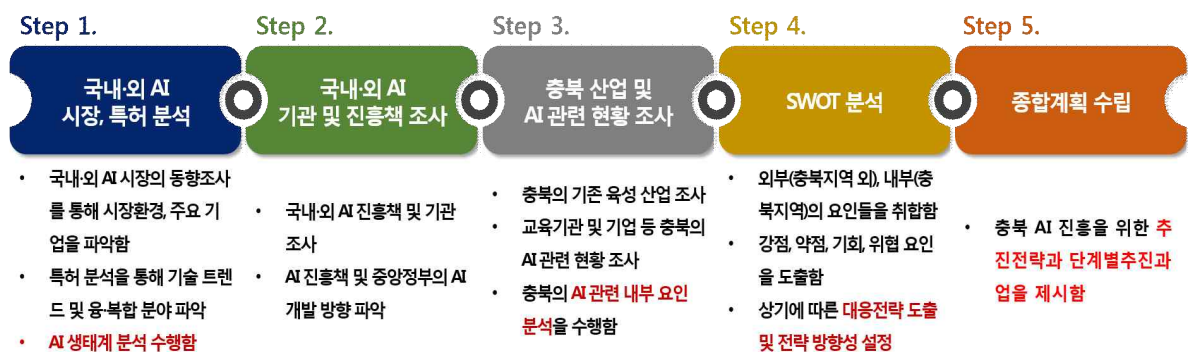 Step 1.
국내·외 AI
시장, 특허 분석
• 국내·외 AI 시장의 동향조사
를 통해 시장환경, 주요 기
업을 파악함
• 특허 분석을 통해 기술 트렌
드 및 융·복합 분야 파악
• AI 생태계 분석 수행함
Step 2.
국내·외 AI
기관 및 진흥책 조사
• 국내·외 AI 진흥책 및 기관
조사
• AI 진흥책 및 중앙정부의 AI
개발 방향 파악
Step 3.
충북 산업 및
AI 관련 현황 조사
• 충북의 기존 육성 산업 조사
• 교육기관 및 기업 등 충북의
AI 관련 현황 조사
• 충북의 AI 관련 내부 요인
분석을 수행함
Step 4.
SWOT 분석
• 외부(충북지역 외), 내부(충
북지역)의 요인들을 취합함
• 강점, 약점, 기회, 위협 요인
을 도출함
• 상기에 따른 대응전략 도출
및 전략 방향성 설정
Step 5.
종합계획 수립
• 충북 AI 진흥을 위한 추
진전략과 단계별추진과
업을 제시함